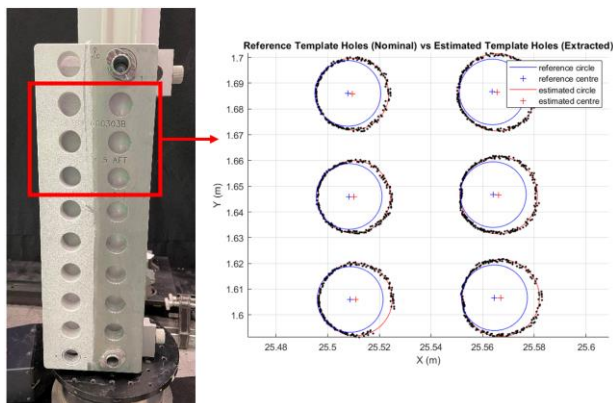 Reference Template Holes (Nominal) vs Estimated Template Holes (Extracted)
reference circle
reference centre
estimated circle
estimated centre
1.7
1.69
1.68
1.67
1.66
1.65
1.64
1.63
1.62
1.61
1.6
Y (m)
25.48
25.5
25.52
25.54
25.56
25.58
25.6
X (m)